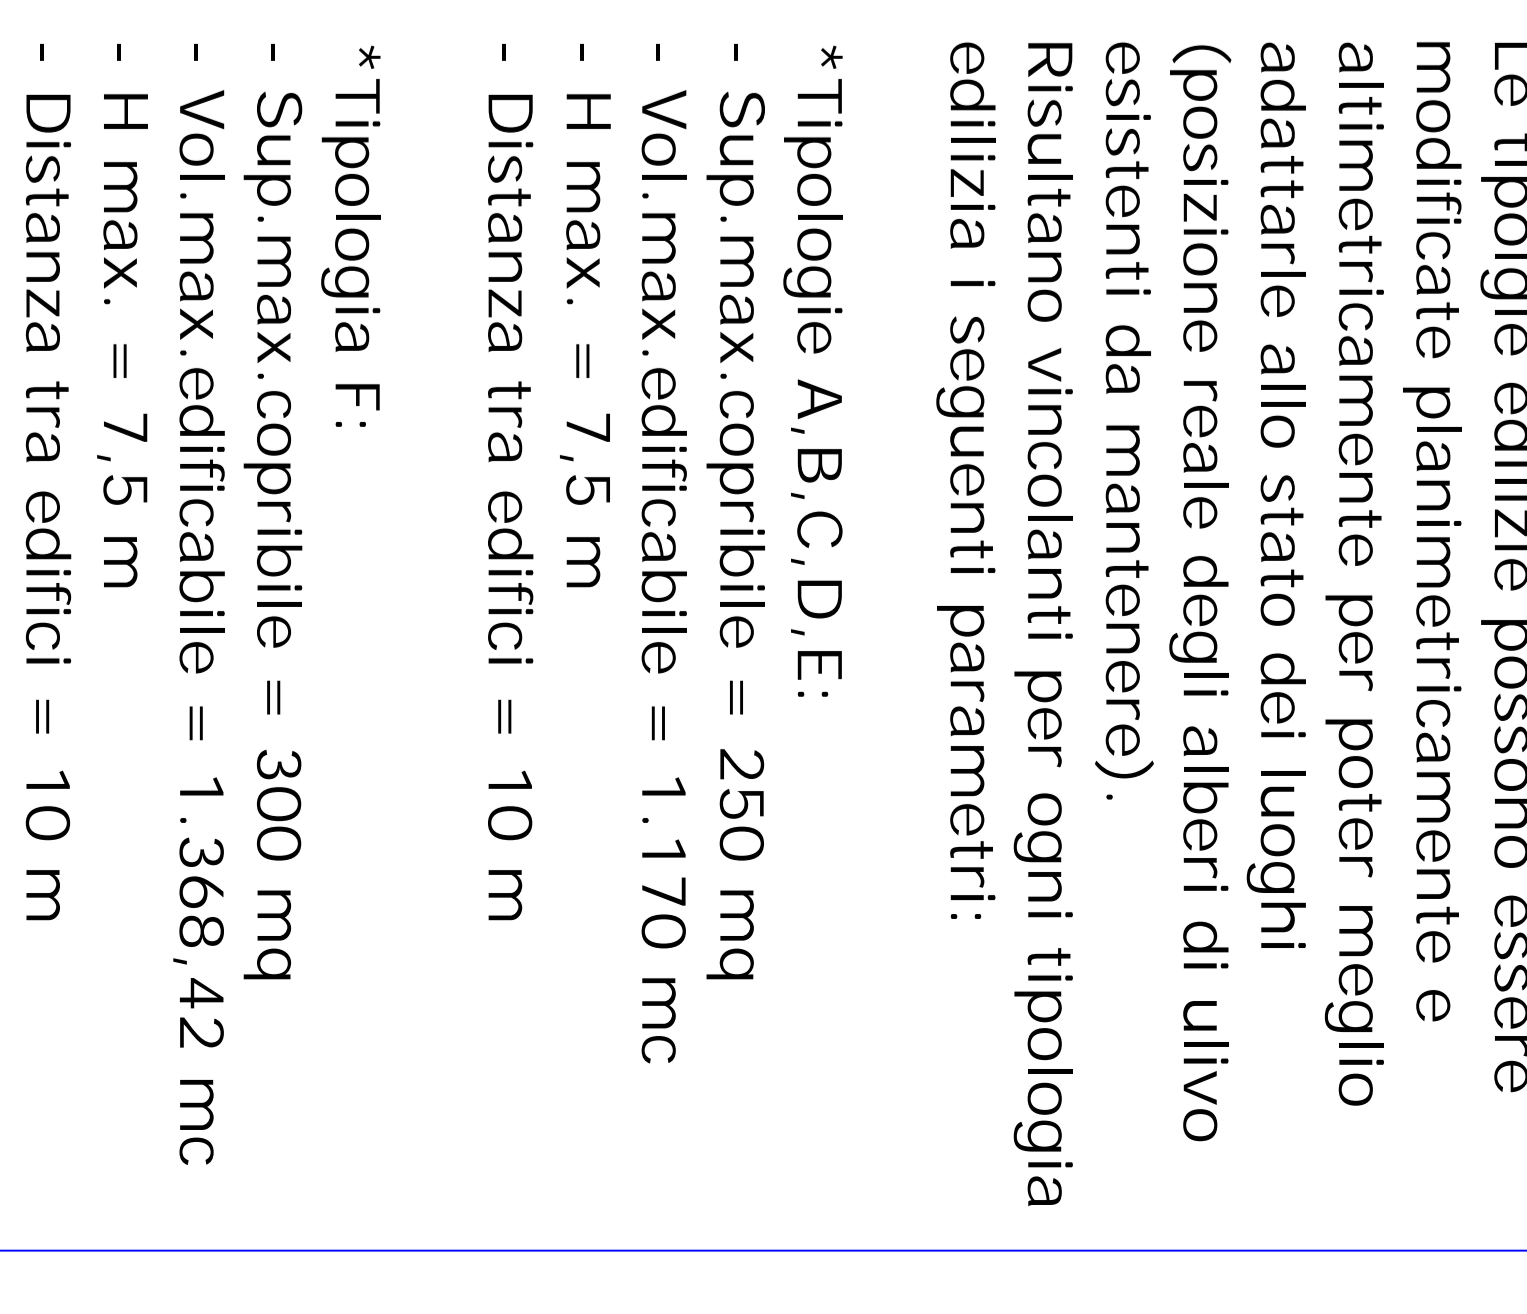 Le tipolgie edilizie possono essere
modificate planimetricamente e
altimetricamente per poter meglio
adattarle allo stato dei luoghi
(posizione reale degli alberi di ulivo
esistenti da mantenere).
Risultano vincolanti per ogni tipologia
edilizia i seguenti parametri:
*Tipologie A,B,C,D,E:
- Sup.max.copribile = 250 mq
- Vol.max.edificabile = 1.170 mc
- H max. = 7,5 m
- Distanza tra edifici = 10 m
*Tipologia F:
- Sup.max.copribile = 300 mq
- Vol.max.edificabile = 1.368,42 mc
- H max. = 7,5 m
- Distanza tra edifici = 10 m